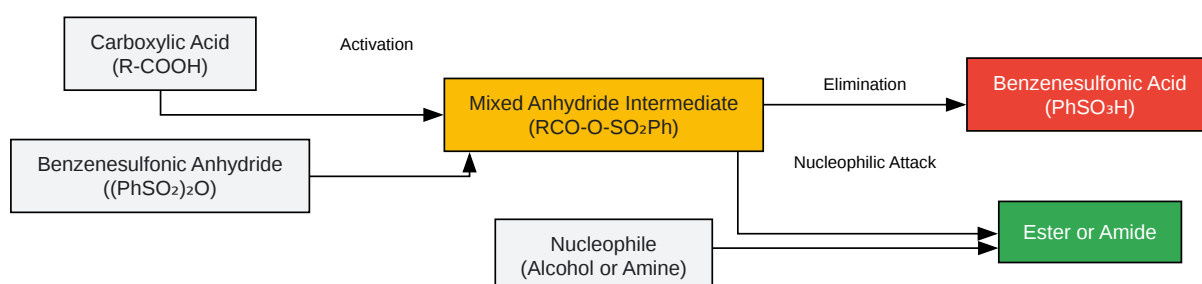 Carboxylic Acid
(R-COOH)
Activation
Mixed Anhydride Intermediate
(RCO-O-SO₂Ph)
Elimination
Benzenesulfonic Acid
(PhSO₃H)
Benzenesulfonic Anhydride
((PhSO₂)₂O)
Nucleophilic Attack
Nucleophile
(Alcohol or Amine)
Ester or Amide